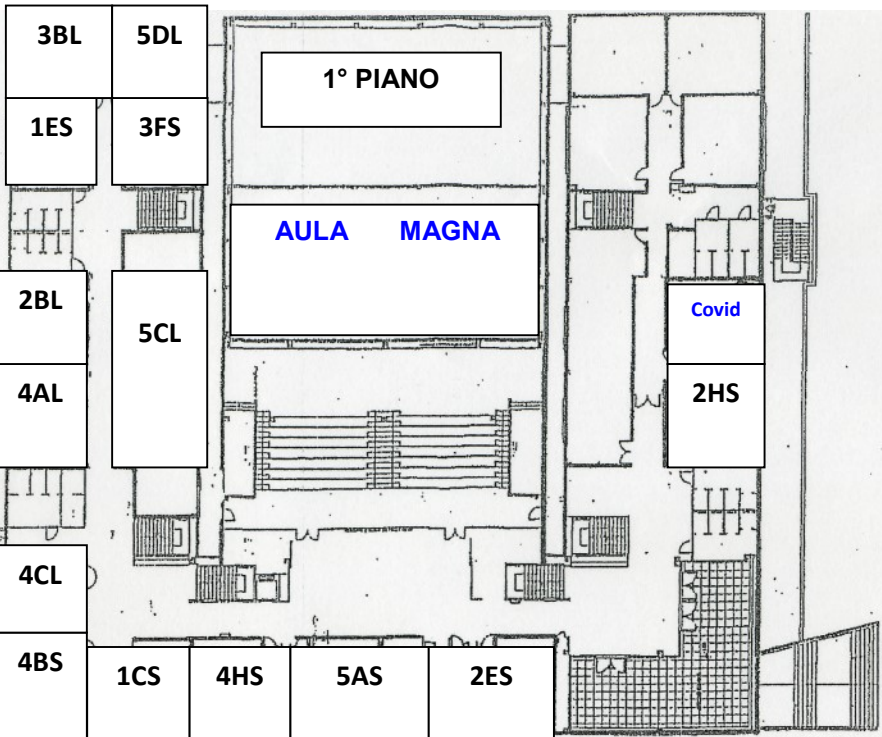 3BL 5DL
1° PIANO
1ES 3FS
AULA MAGNA
2BL
5CL
Covid
4AL
2HS
4CL
4BS
1CS 4HS 5AS 2ES